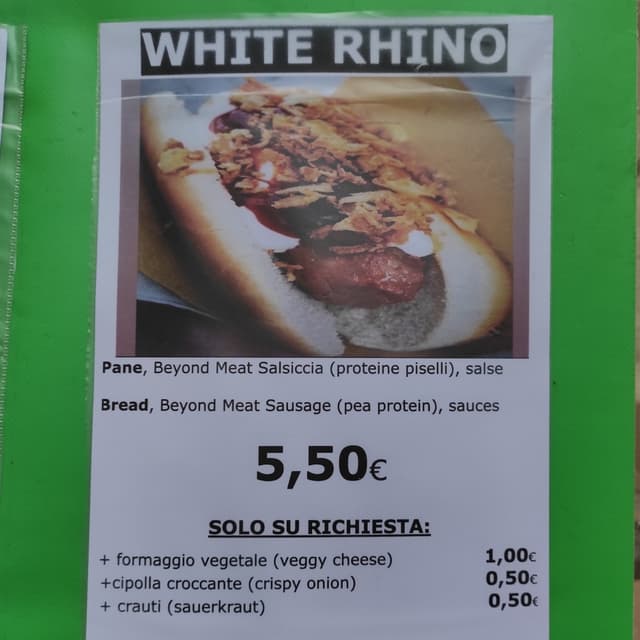 WHITE RHINO
Pane, Beyond Meat Salsiccia (proteine piselli), salse
Bread, Beyond Meat Sausage (pea protein), sauces
5,50€
SOLO SU RICHIESTA:
+ formaggio vegetale (veggy cheese) 1,00€
+cipolla croccante (crispy onion) 0,50€
+ crauti (sauerkraut) 0,50€